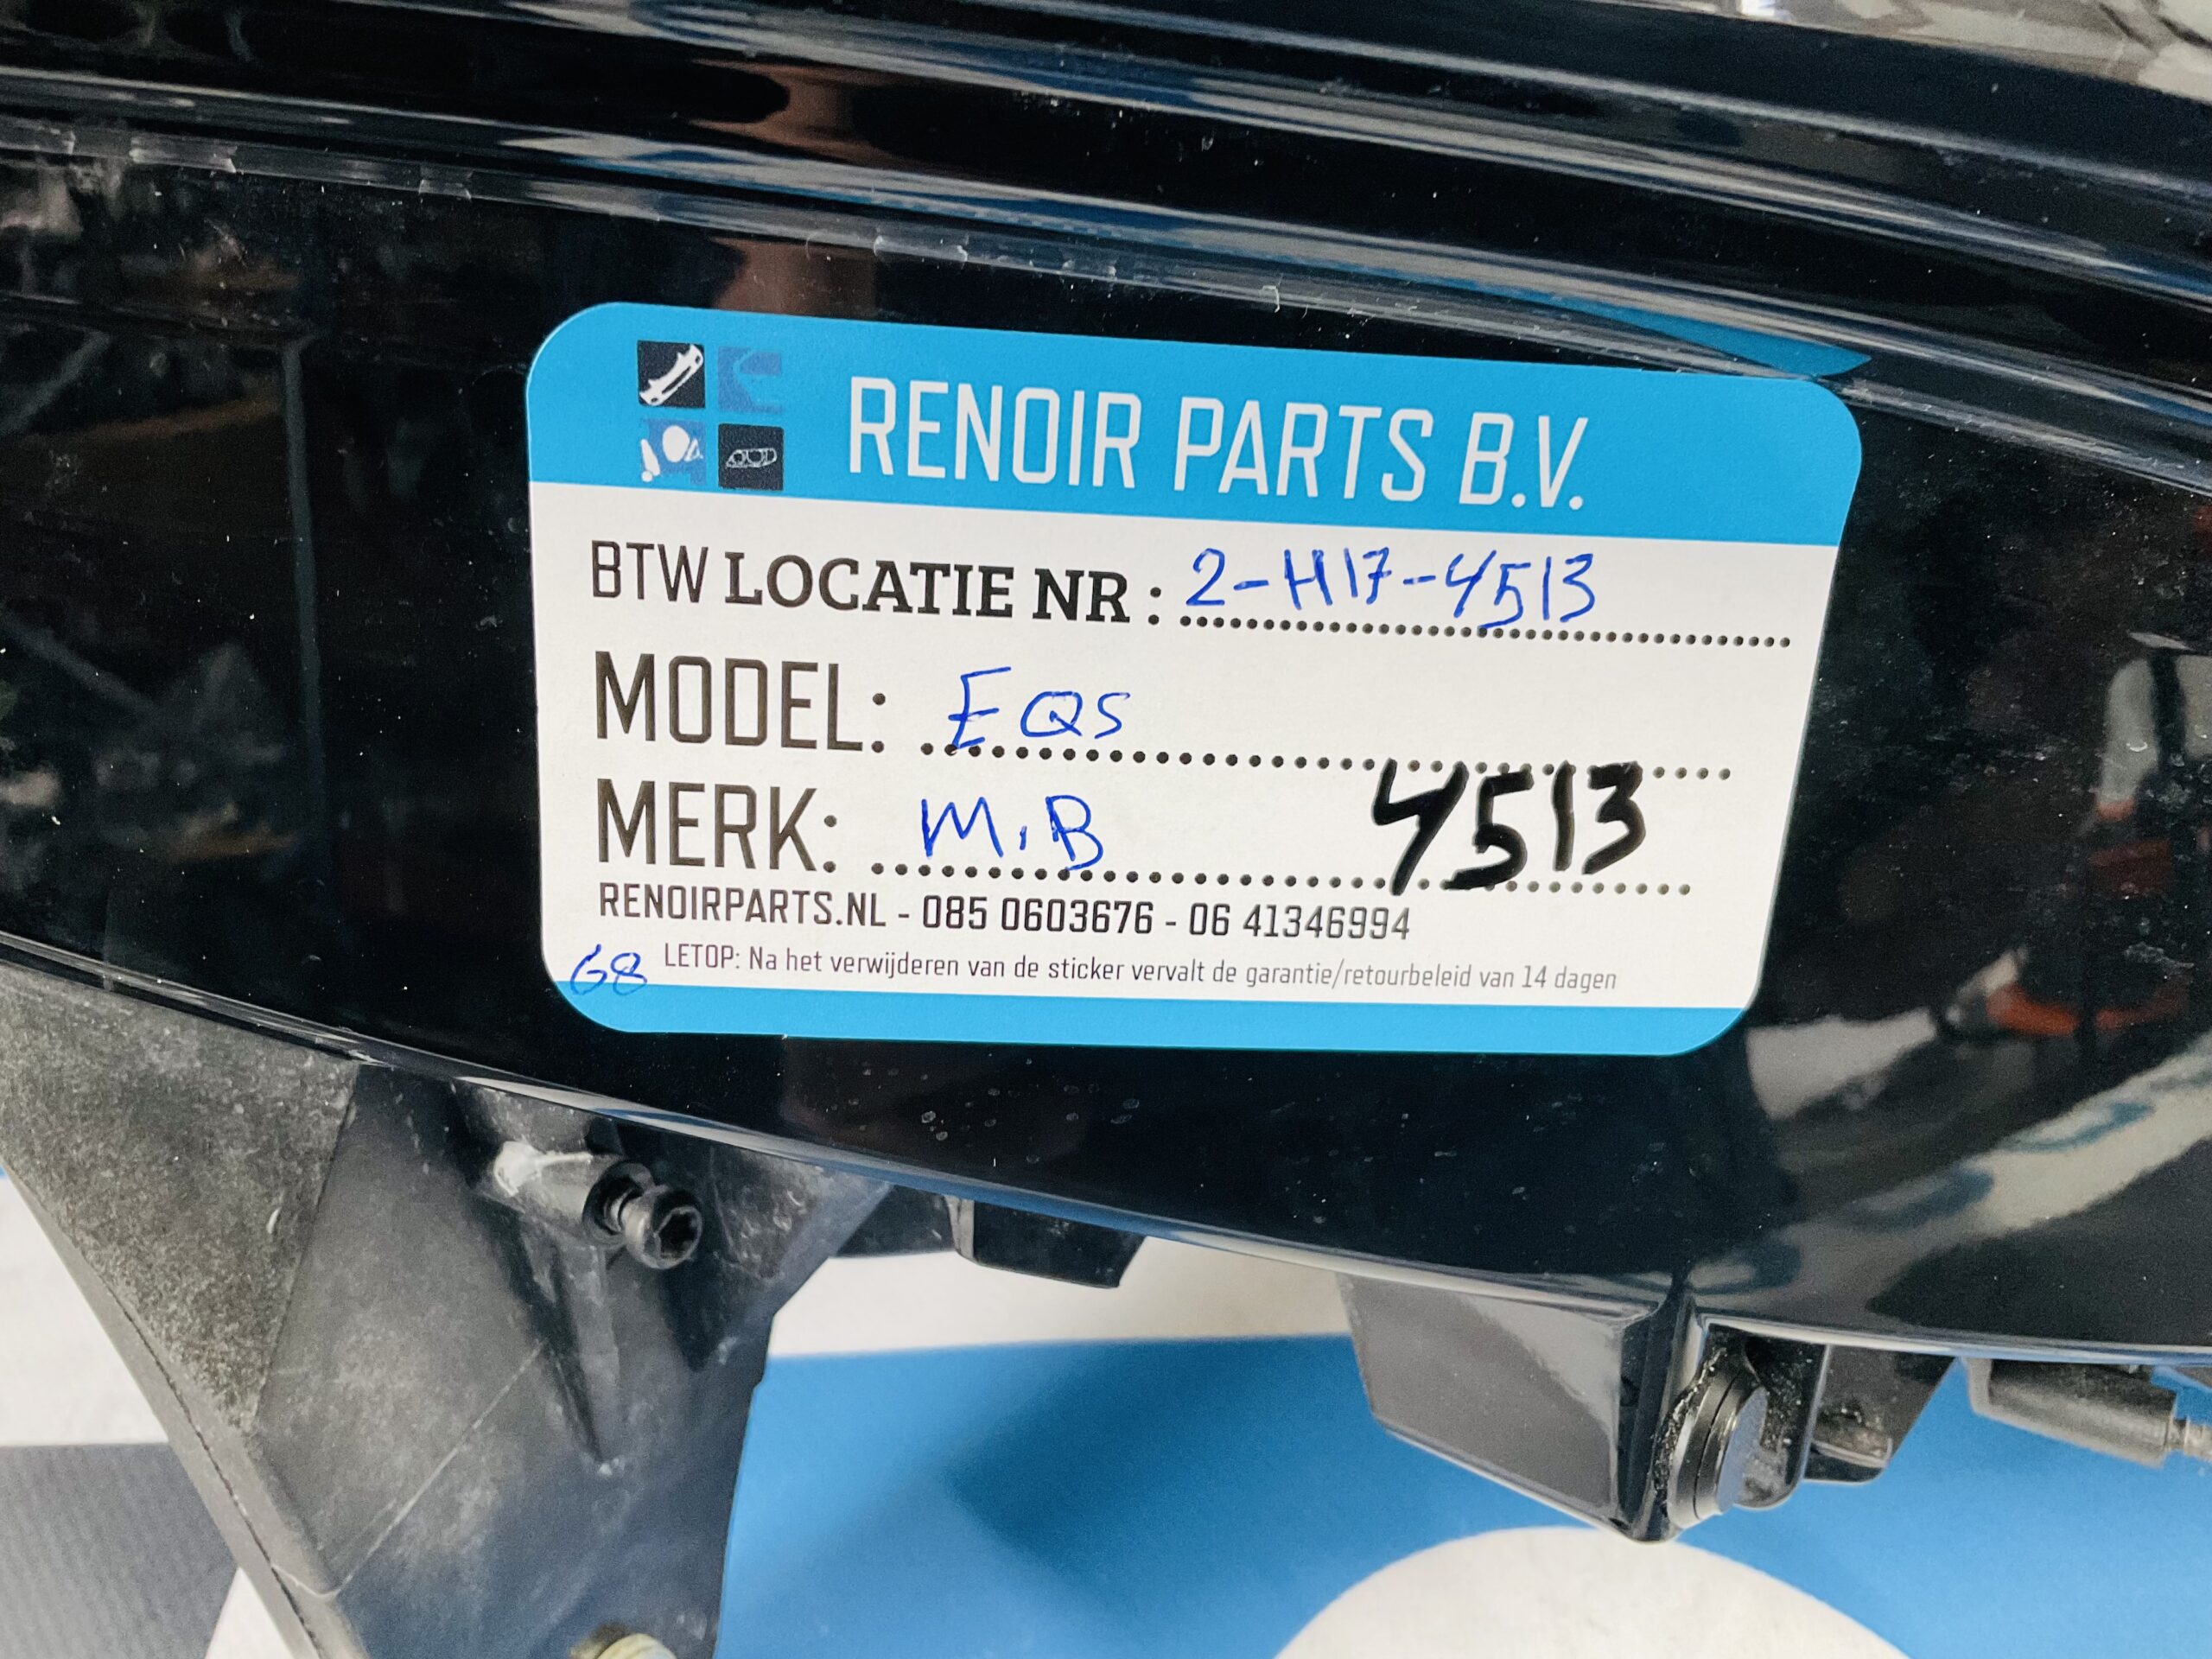 RENOIR PARTS B.V.
BTW LOCATIE NR : 2-H17-4513
MODEL: EQS
MERK: M.B 4513
RENOIRPARTS.NL - 085 0603676 - 06 41346994
68 LETOP: Na het verwijderen van de sticker vervalt de garantie/retourbeleid van 14 dagen